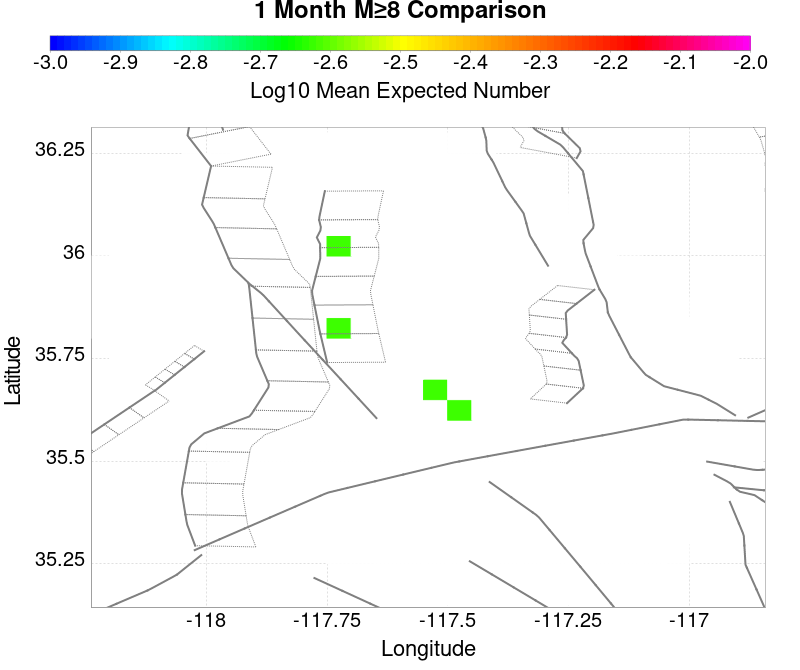 1 Month M≥8 Comparison
-3.0 -2.9 -2.8 -2.7 -2.6 -2.5 -2.4 -2.3 -2.2 -2.1 -2.0
Log10 Mean Expected Number
36.25
36
35.75
35.5
35.25
Latitude
-118 -117.75 -117.5 -117.25 -117
Longitude